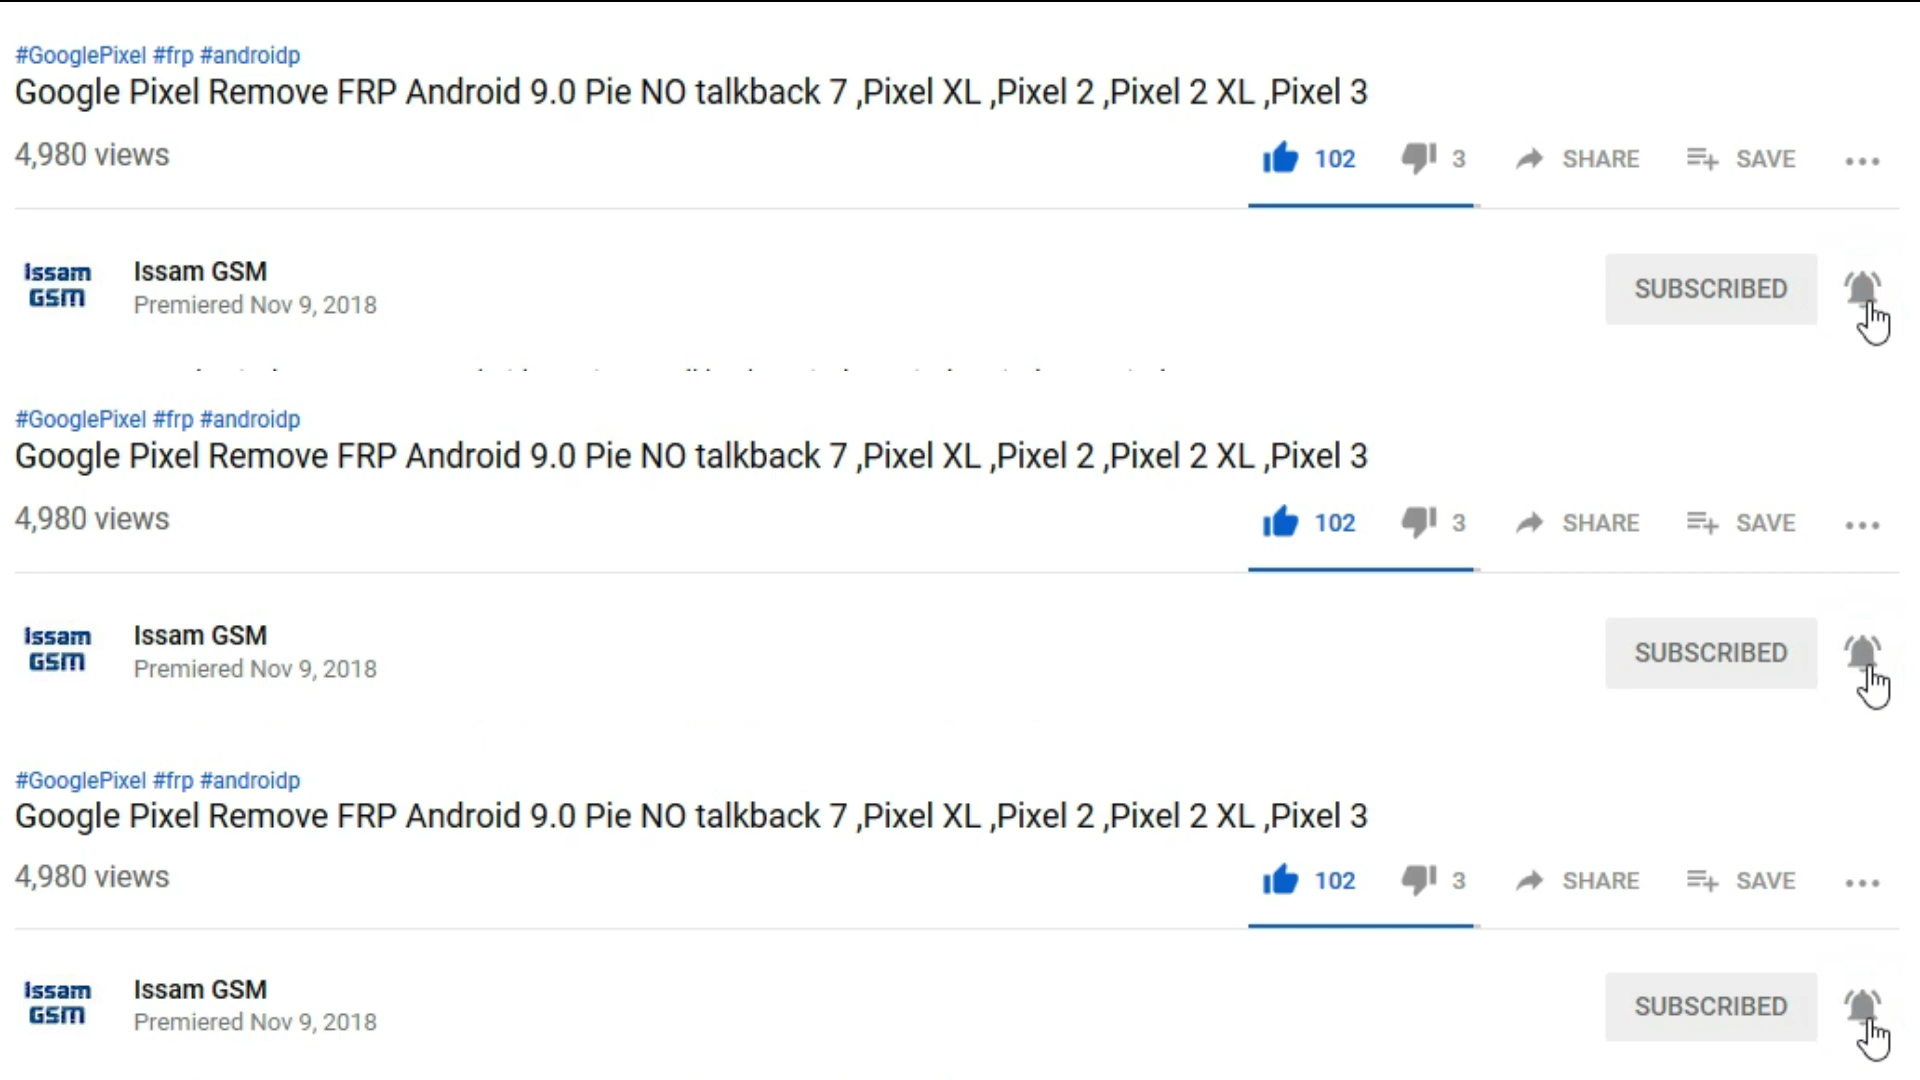 #GooglePixel #frp #androidp
Google Pixel Remove FRP Android 9.0 Pie NO talkback 7 ,Pixel XL ,Pixel 2 ,Pixel 2 XL ,Pixel 3
4,980 views
102 3 SHARE SAVE
Issam GSM
Issam GSM
Premiered Nov 9, 2018
SUBSCRIBED
#GooglePixel #frp #androidp
Google Pixel Remove FRP Android 9.0 Pie NO talkback 7 ,Pixel XL ,Pixel 2 ,Pixel 2 XL ,Pixel 3
4,980 views
102 3 SHARE SAVE
Issam GSM
Issam GSM
Premiered Nov 9, 2018
SUBSCRIBED
#GooglePixel #frp #androidp
Google Pixel Remove FRP Android 9.0 Pie NO talkback 7 ,Pixel XL ,Pixel 2 ,Pixel 2 XL ,Pixel 3
4,980 views
102 3 SHARE SAVE
Issam GSM
Issam GSM
Premiered Nov 9, 2018
SUBSCRIBED